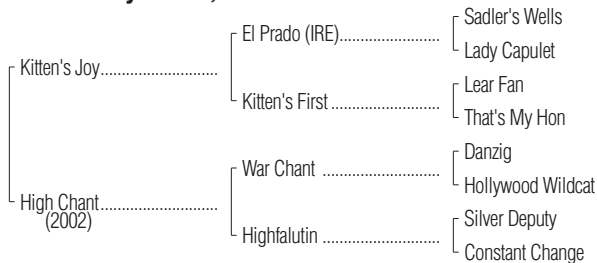 Sadler's Wells
El Prado (IRE)
Lady Capulet
Kitten's Joy
Lear Fan
Kitten's First
That's My Hon
Danzig
War Chant
Hollywood Wildcat
High Chant
(2002)
Silver Deputy
Highfalutin
Constant Change